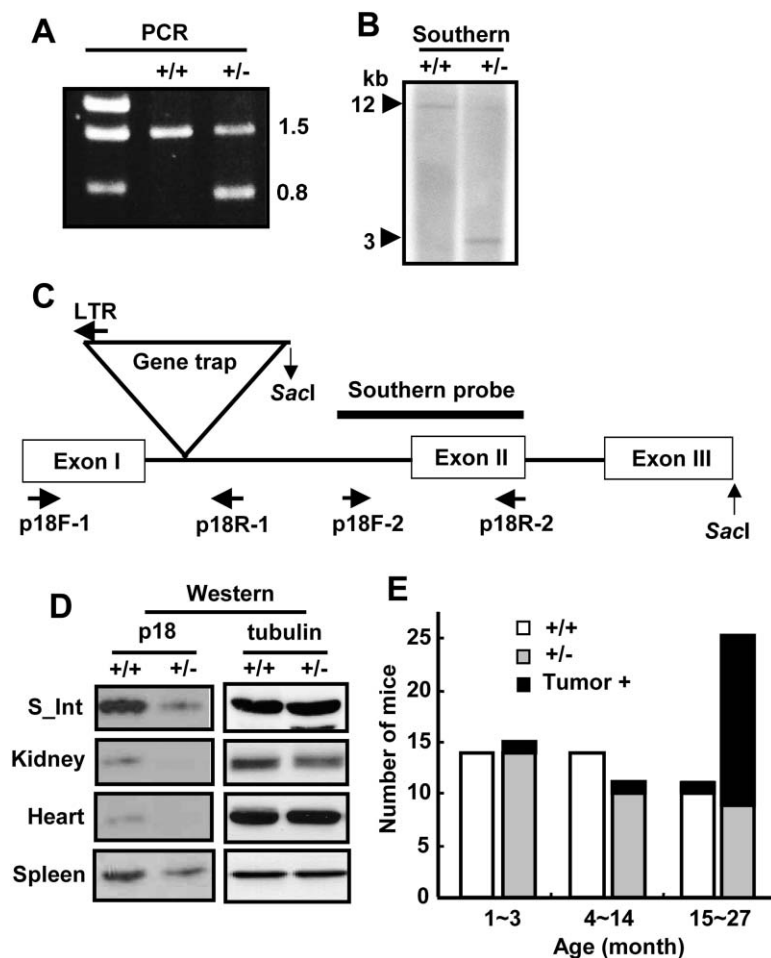 A
PCR
+/+ +/-
1.5
0.8
B
Southern
+/+ +/-
kb
12
3
C
LTR
Gene trap
SacI
Southern probe
Exon I
Exon II
Exon III
p18F-1
p18R-1
p18F-2
p18R-2
SacI
D
Western
p18 tubulin
+/+ +/- +/+ +/-
S_Int
Kidney
Heart
Spleen
E
+/+
+/-
Tumor +
Number of mice
25
20
15
10
5
0
1~3 4~14 15~27
Age (month)